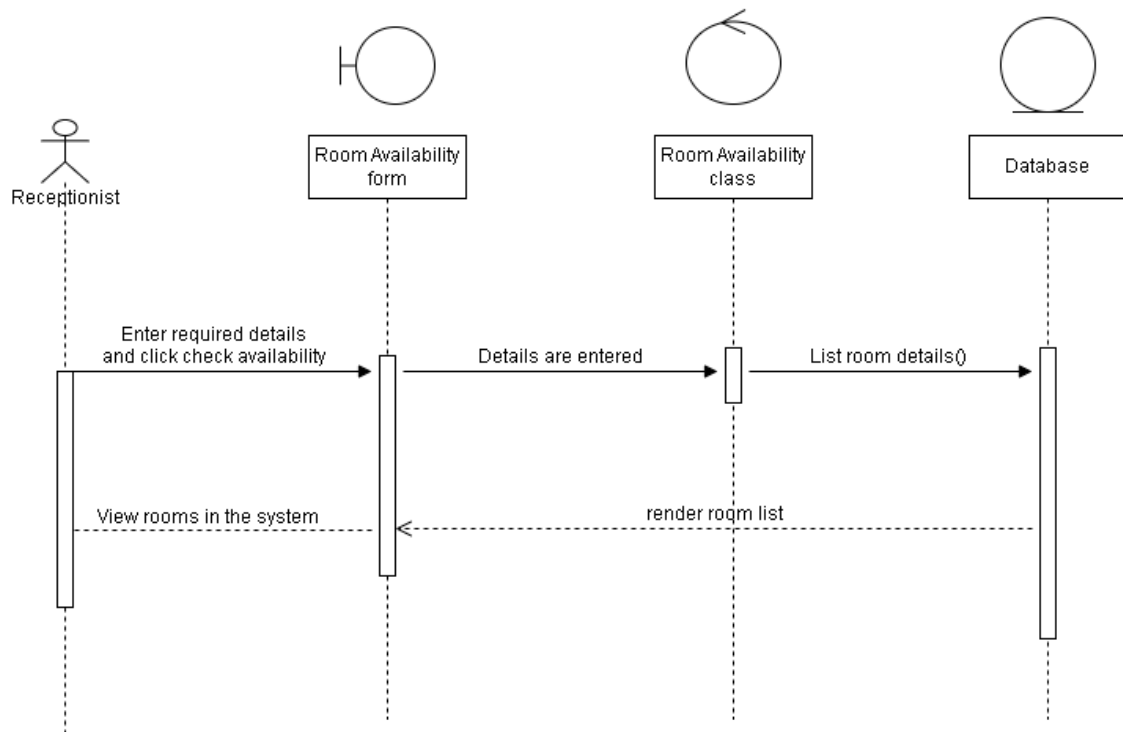 Room Availability
form
Room Availability
class
Database
Receptionist
Enter required details
and click check availability
Details are entered
List room details()
View rooms in the system
render room list